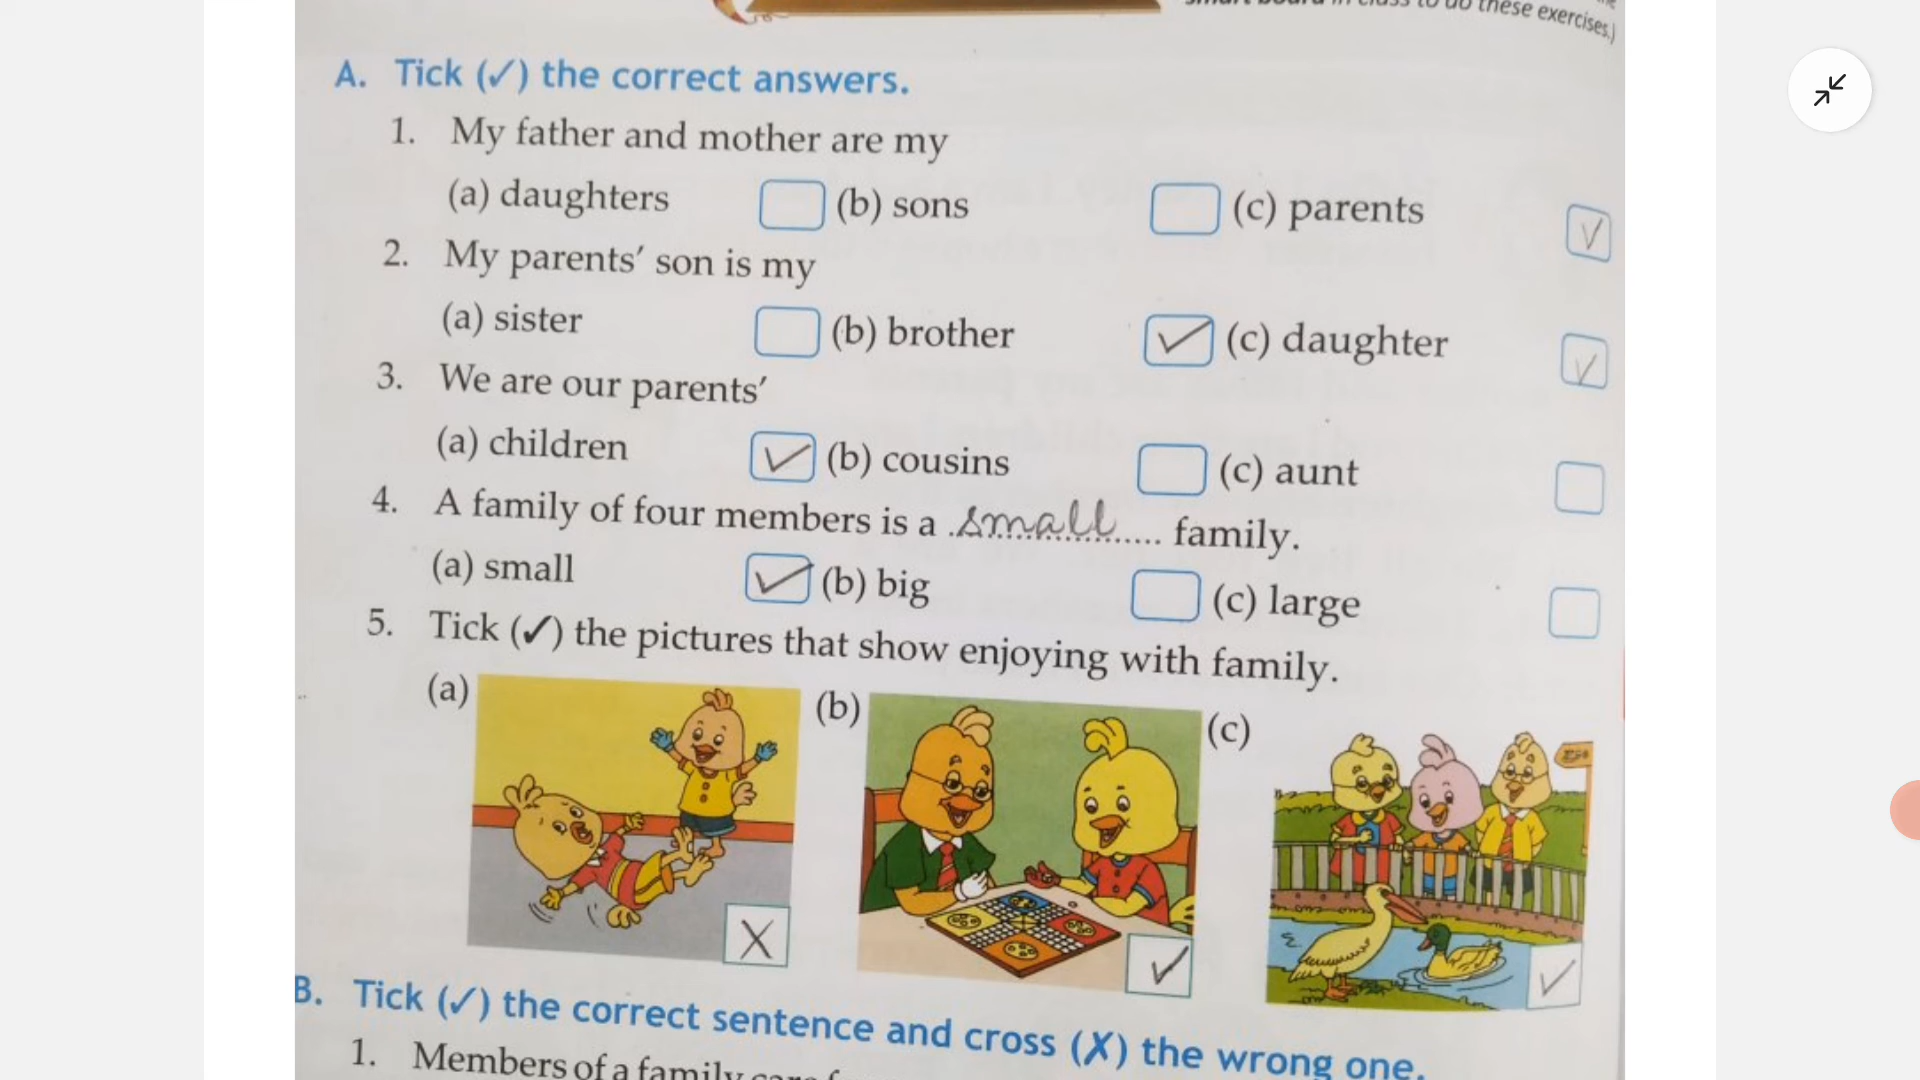 these exercises.)
A. Tick (✓) the correct answers.
1. My father and mother are my
(a) daughters (b) sons (c) parents ✓
2. My parents' son is my
(a) sister (b) brother ✓ (c) daughter ✓
3. We are our parents'
(a) children ✓ (b) cousins (c) aunt
4. A family of four members is a small family.
(a) small ✓ (b) big (c) large
5. Tick (✓) the pictures that show enjoying with family.
(a) X (b) ✓ (c) ✓
B. Tick (✓) the correct sentence and cross (✗) the wrong one.
1. Members of a family